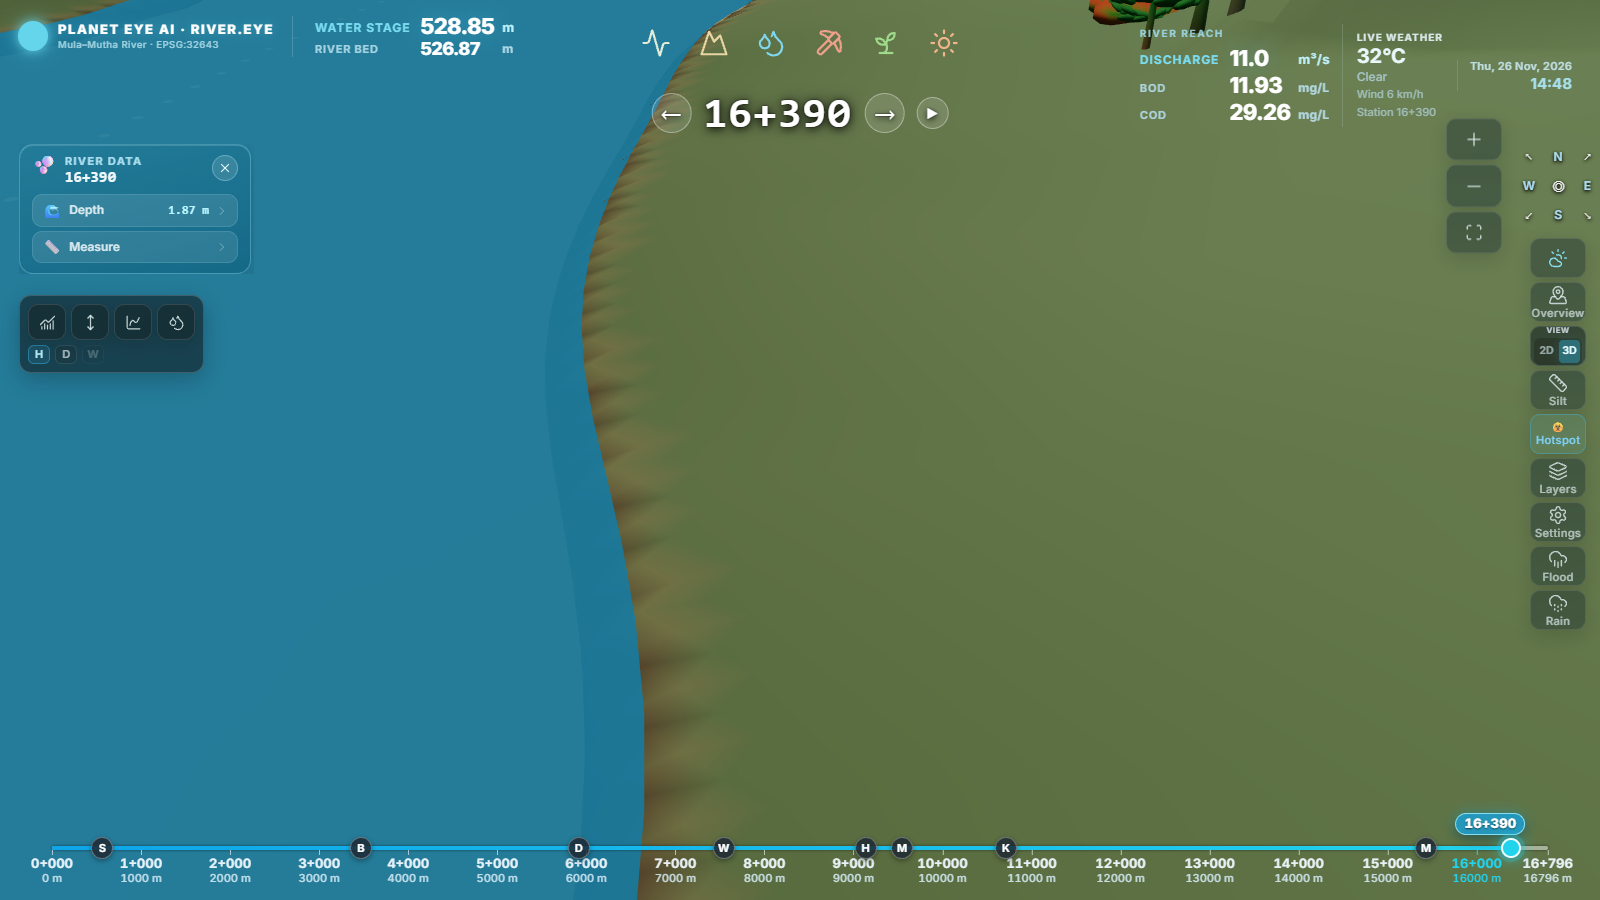 PLANET EYE AI · RIVER.EYE
Mula–Mutha River · EPSG:32643
WATER STAGE 528.85 m
RIVER BED 526.87 m
← 16+390 → ▶
RIVER REACH
DISCHARGE 11.0 m³/s
BOD 11.93 mg/L
COD 29.26 mg/L
LIVE WEATHER
32°C
Clear
Wind 6 km/h
Station 16+390
Thu, 26 Nov, 2026
14:48
RIVER DATA
16+390
Depth 1.87 m
Measure
H D W
+
−
N
W E
S
Overview
VIEW
2D 3D
Silt
Hotspot
Layers
Settings
Flood
Rain
16+390
S B D W H M K M
0+000 1+000 2+000 3+000 4+000 5+000 6+000 7+000 8+000 9+000 10+000 11+000 12+000 13+000 14+000 15+000 16+000 16+796
0 m 1000 m 2000 m 3000 m 4000 m 5000 m 6000 m 7000 m 8000 m 9000 m 10000 m 11000 m 12000 m 13000 m 14000 m 15000 m 16000 m 16796 m